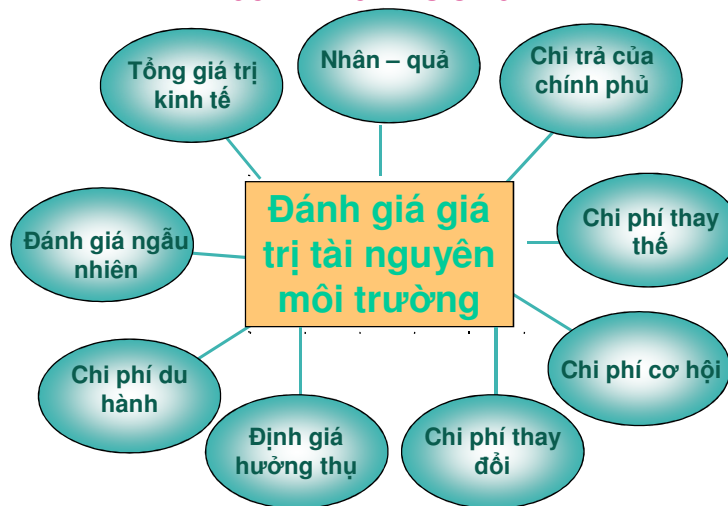 Nhân – quả
Tổng giá trị
kinh tế
Chi trả của
chính phủ
Đánh giá giá
trị tài nguyên
môi trường
Đánh giá ngẫu
nhiên
Chi phí thay
thế
Chi phí du
hành
Chi phí cơ hội
Định giá
hưởng thụ
Chi phí thay
đổi